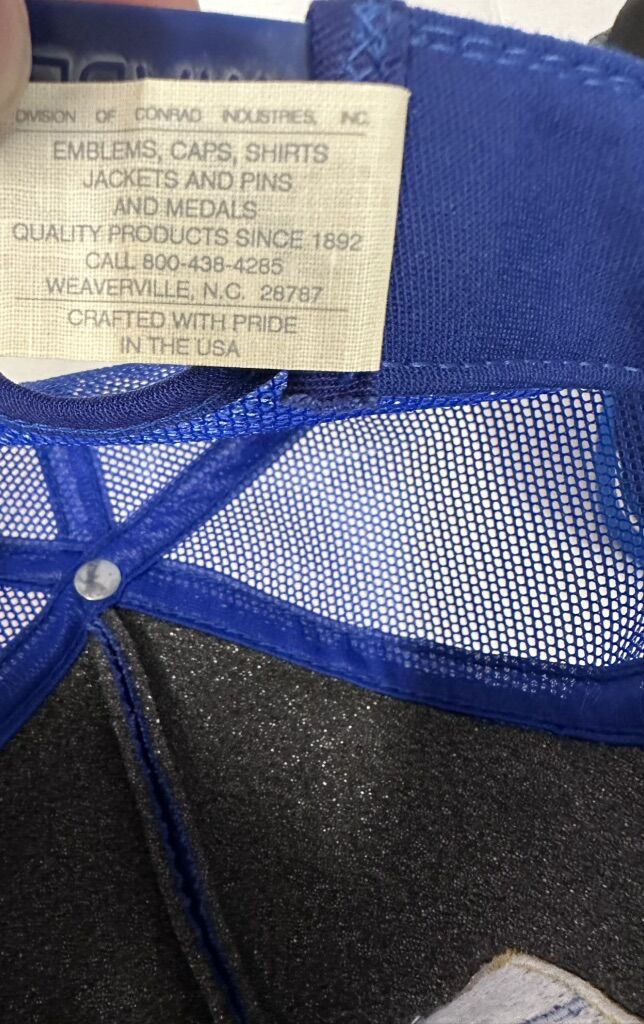 DIVISION OF CONRAD INDUSTRIES, INC.
EMBLEMS, CAPS, SHIRTS
JACKETS AND PINS
AND MEDALS
QUALITY PRODUCTS SINCE 1892
CALL 800-438-4285
WEAVERVILLE, N.C. 28787
CRAFTED WITH PRIDE
IN THE USA